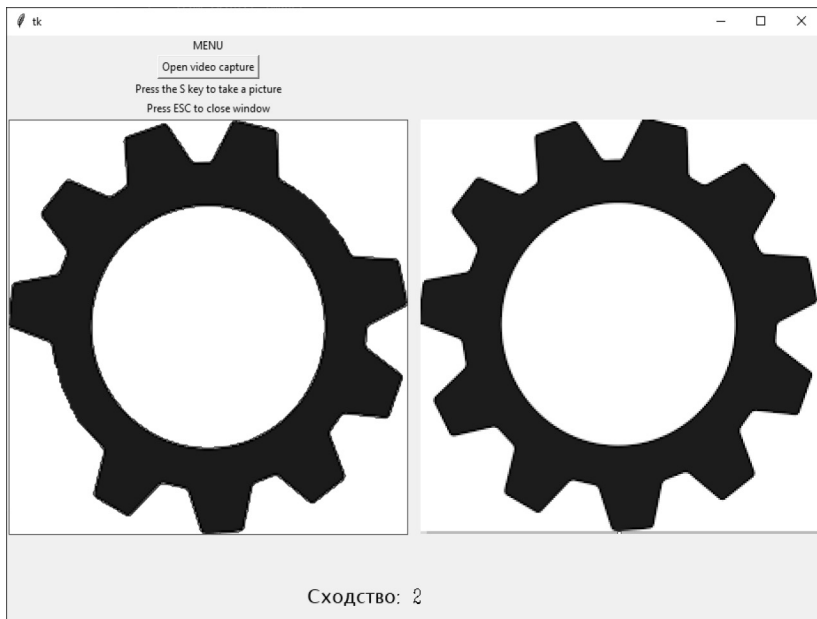 tk
MENU
Open video capture
Press the S key to take a picture
Press ESC to close window
Сходство: 2